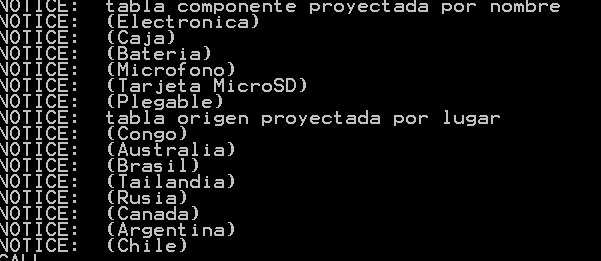 NOTICE:  tabla componente proyectada por nombre
NOTICE:  (Electronica)
NOTICE:  (Caja)
NOTICE:  (Bateria)
NOTICE:  (Microfono)
NOTICE:  (Tarjeta MicroSD)
NOTICE:  (Plegable)
NOTICE:  tabla origen proyectada por lugar
NOTICE:  (Congo)
NOTICE:  (Australia)
NOTICE:  (Brasil)
NOTICE:  (Tailandia)
NOTICE:  (Rusia)
NOTICE:  (Canada)
NOTICE:  (Argentina)
NOTICE:  (Chile)
CALL